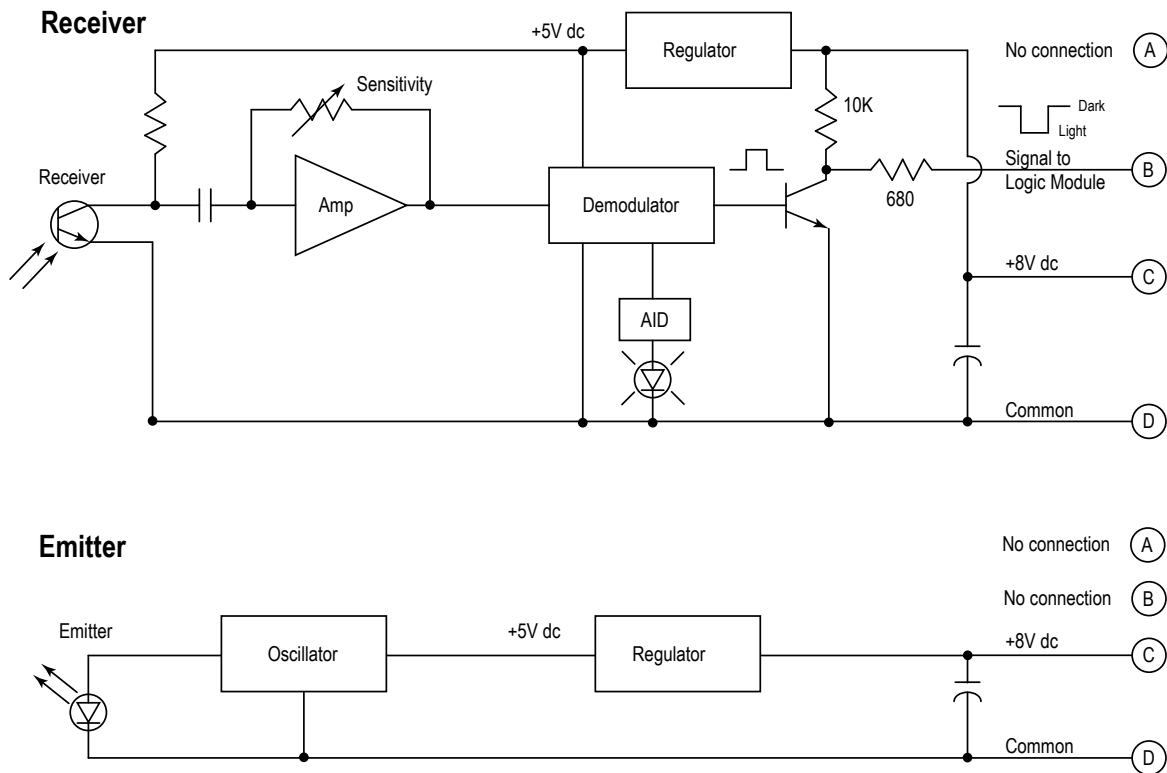 Receiver
+5V dc
Regulator
No connection
A
Sensitivity
10K
Dark
Light
Receiver
Amp
Demodulator
680
Signal to
Logic Module
B
+8V dc
C
AID
Common
D
Emitter
No connection
A
No connection
B
Emitter
Oscillator
+5V dc
Regulator
+8V dc
C
Common
D